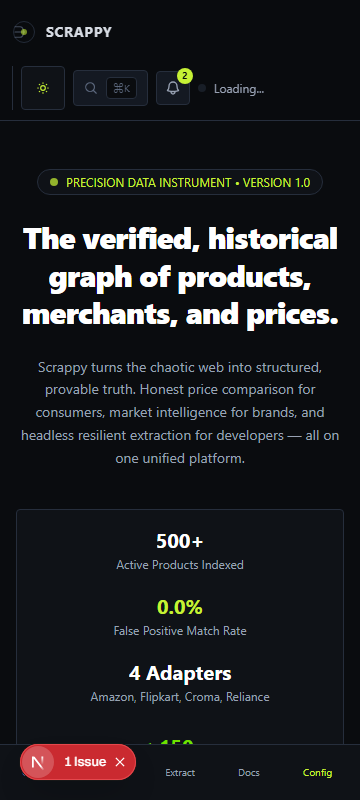 SCRAPPY
⌘K
2
Loading...
PRECISION DATA INSTRUMENT • VERSION 1.0
The verified, historical
graph of products,
merchants, and prices.
Scrappy turns the chaotic web into structured,
provable truth. Honest price comparison for
consumers, market intelligence for brands, and
headless resilient extraction for developers — all on
one unified platform.
500+
Active Products Indexed
0.0%
False Positive Match Rate
4 Adapters
Amazon, Flipkart, Croma, Reliance
N
1 Issue
Extract
Docs
Config